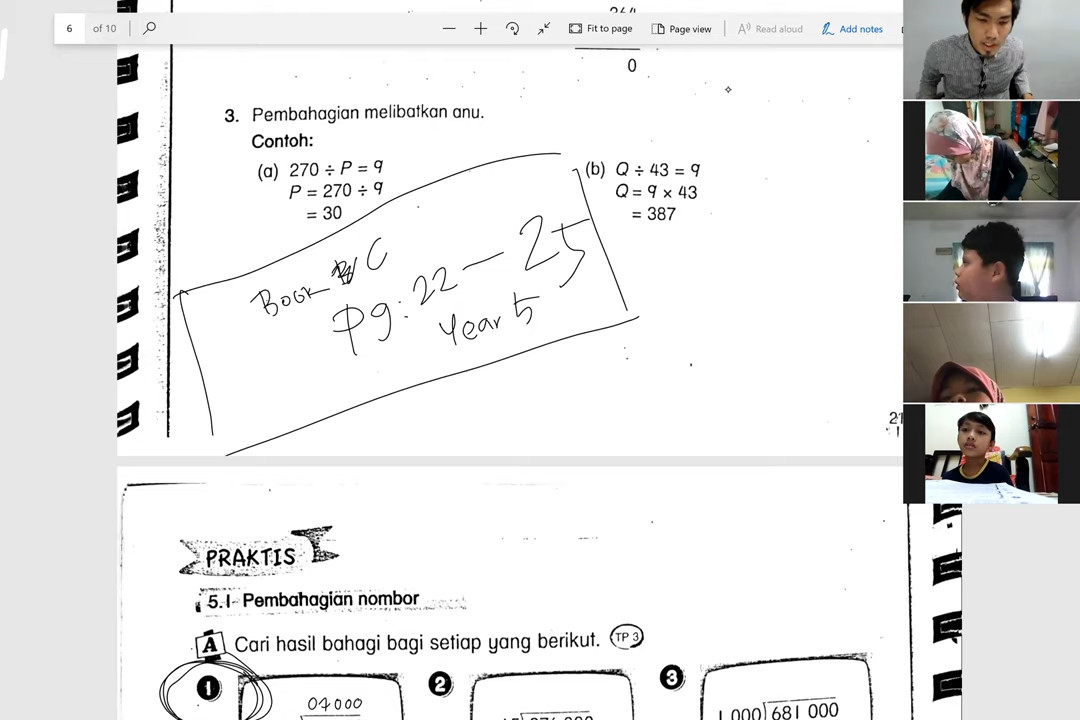 6 of 10 Fit to page Page view Read aloud Add notes
0
3. Pembahagian melibatkan anu.
Contoh:
(a) 270 ÷ P = 9
P = 270 ÷ 9
= 30
(b) Q ÷ 43 = 9
Q = 9 × 43
= 387
Book C
Pg: 22 — 25
Year 5
PRAKTIS
5.1 Pembahagian nombor
A Cari hasil bahagi bagi setiap yang berikut. TP 3
1
04000
2
3
1 000 681 000